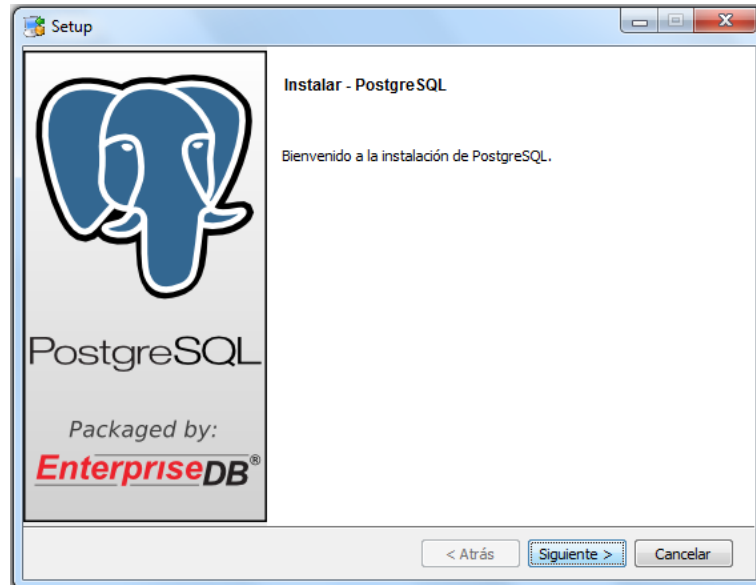 Setup
Instalar - PostgreSQL
Bienvenido a la instalación de PostgreSQL.
PostgreSQL
Packaged by:
EnterpriseDB®
< Atrás
Siguiente >
Cancelar